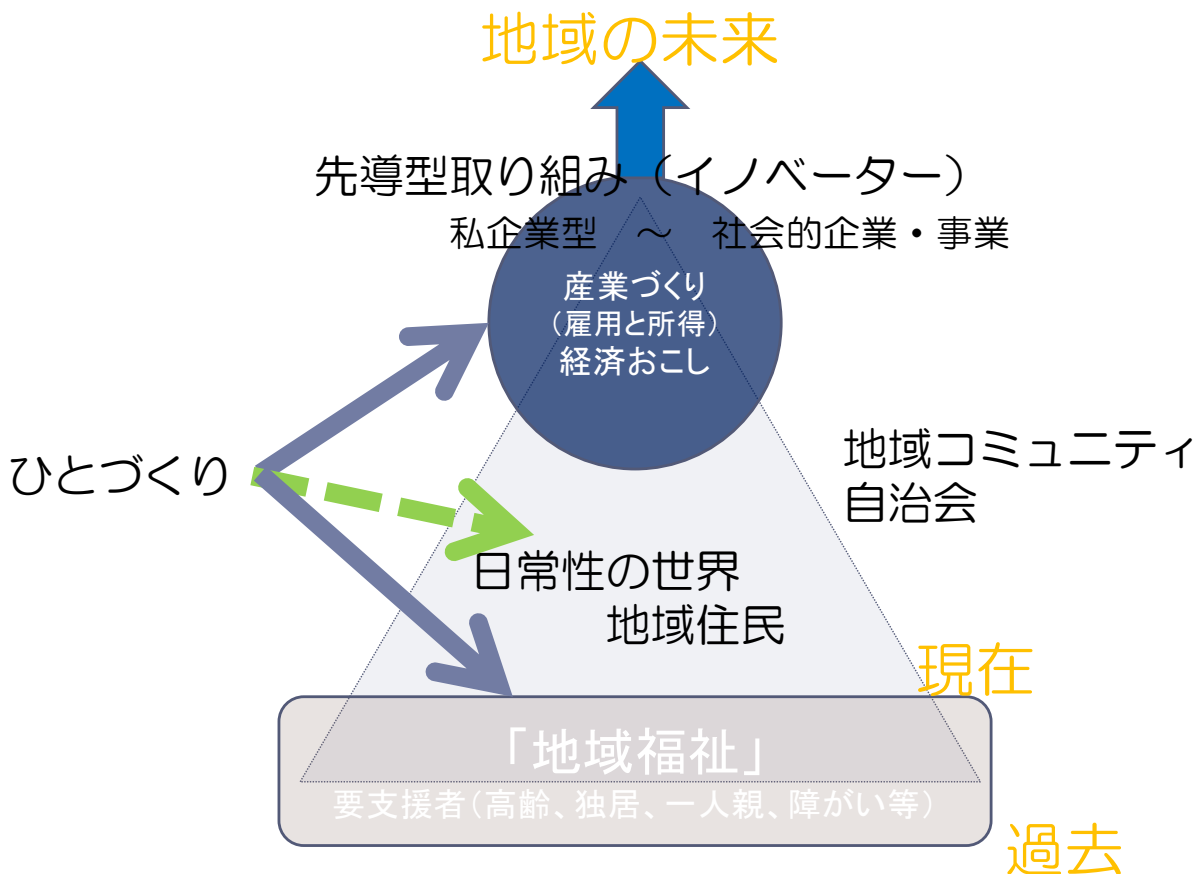 地域の未来
先導型取り組み（イノベーター）
私企業型　～　社会的企業・事業
産業づくり
（雇用と所得）
経済おこし
ひとづくり
地域コミュニティ
自治会
日常性の世界
地域住民
現在
「地域福祉」
要支援者（高齢、独居、一人親、障がい等）
過去